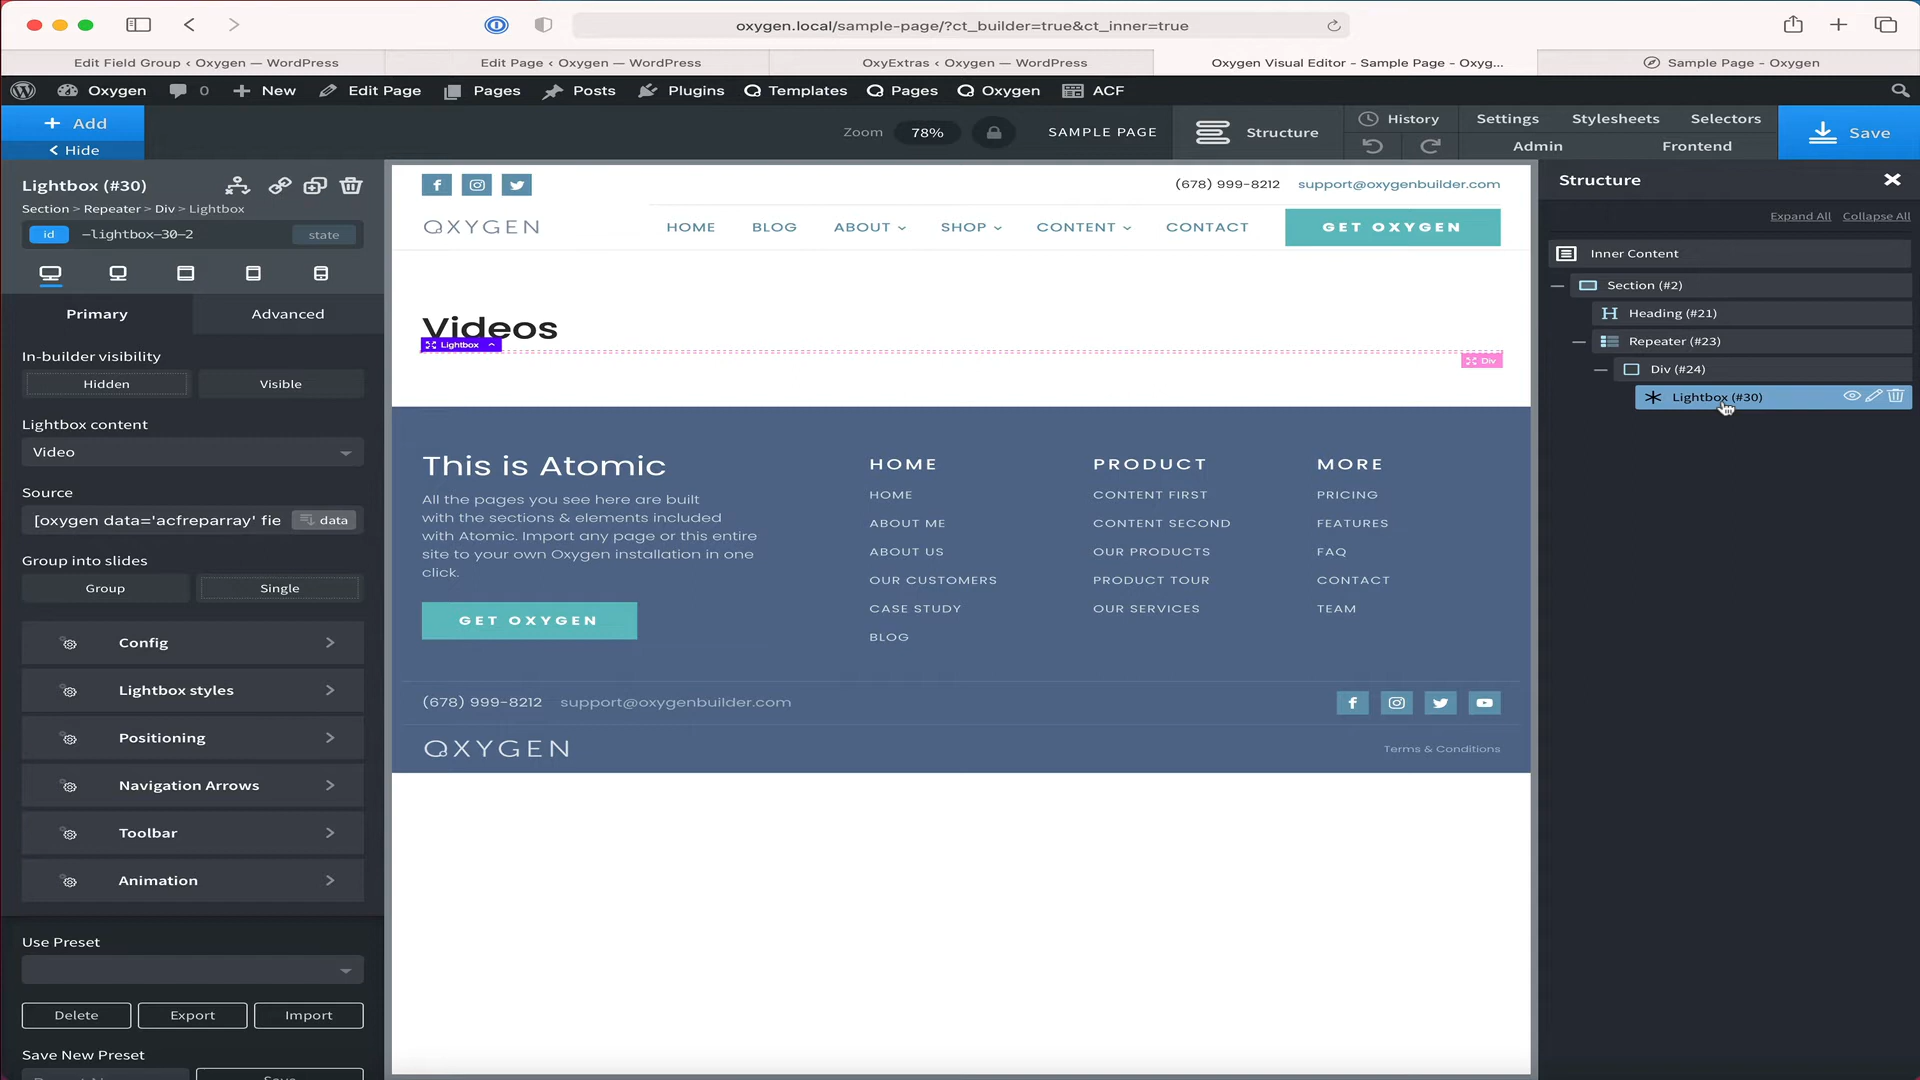 oxygen.local/sample-page/?ct_builder=true&ct_inner=true
Edit Field Group ‹ Oxygen — WordPress
Edit Page ‹ Oxygen — WordPress
OxyExtras ‹ Oxygen — WordPress
Oxygen Visual Editor - Sample Page - Oxyg...
Sample Page - Oxygen
Oxygen
0
New
Edit Page
Pages
Posts
Plugins
Templates
Pages
Oxygen
ACF
+ Add
< Hide
Zoom
78%
SAMPLE PAGE
Structure
History
Settings
Stylesheets
Selectors
Admin
Frontend
Save
Lightbox (#30)
Section > Repeater > Div > Lightbox
id
-lightbox-30-2
state
Primary
Advanced
In-builder visibility
Hidden
Visible
Lightbox content
Video
Source
[oxygen data='acfreparray' fie
data
Group into slides
Group
Single
Config
Lightbox styles
Positioning
Navigation Arrows
Toolbar
Animation
Use Preset
Delete
Export
Import
Save New Preset
(678) 999-8212
support@oxygenbuilder.com
OXYGEN
HOME
BLOG
ABOUT
SHOP
CONTENT
CONTACT
GET OXYGEN
Videos
Lightbox
Div
This is Atomic
All the pages you see here are built
with the sections & elements included
with Atomic. Import any page or this entire
site to your own Oxygen installation in one
click.
GET OXYGEN
HOME
HOME
ABOUT ME
ABOUT US
OUR CUSTOMERS
CASE STUDY
BLOG
PRODUCT
CONTENT FIRST
CONTENT SECOND
OUR PRODUCTS
PRODUCT TOUR
OUR SERVICES
MORE
PRICING
FEATURES
FAQ
CONTACT
TEAM
(678) 999-8212
support@oxygenbuilder.com
OXYGEN
Terms & Conditions
Structure
Expand All
Collapse All
Inner Content
Section (#2)
Heading (#21)
Repeater (#23)
Div (#24)
Lightbox (#30)